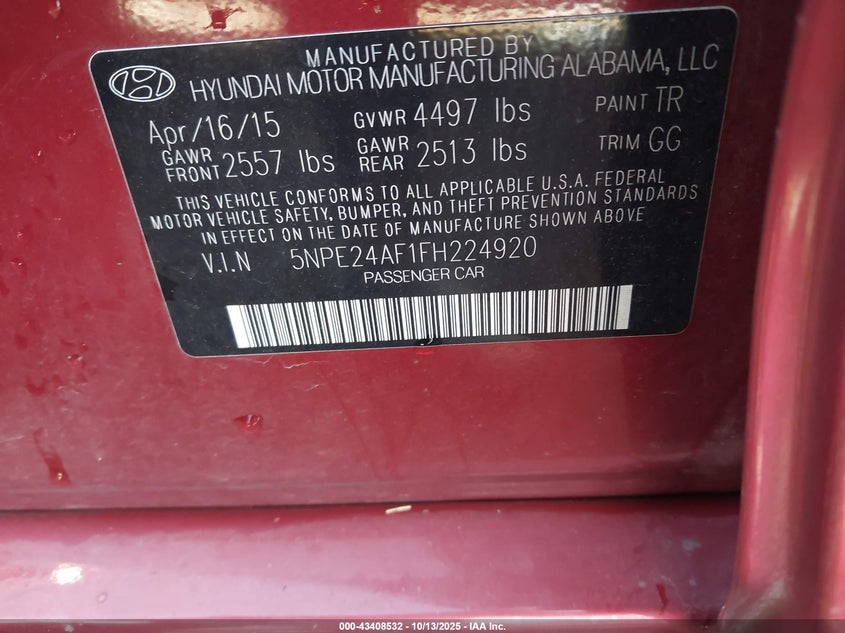 MANUFACTURED BY
HYUNDAI MOTOR MANUFACTURING ALABAMA, LLC
Apr/16/15 GVWR 4497 lbs PAINT TR
GAWR FRONT 2557 lbs GAWR REAR 2513 lbs TRIM GG
THIS VEHICLE CONFORMS TO ALL APPLICABLE U.S.A. FEDERAL
MOTOR VEHICLE SAFETY, BUMPER, AND THEFT PREVENTION STANDARDS
IN EFFECT ON THE DATE OF MANUFACTURE SHOWN ABOVE
V.I.N 5NPE24AF1FH224920
PASSENGER CAR
000-43408532 - 10/13/2025 - IAA Inc.